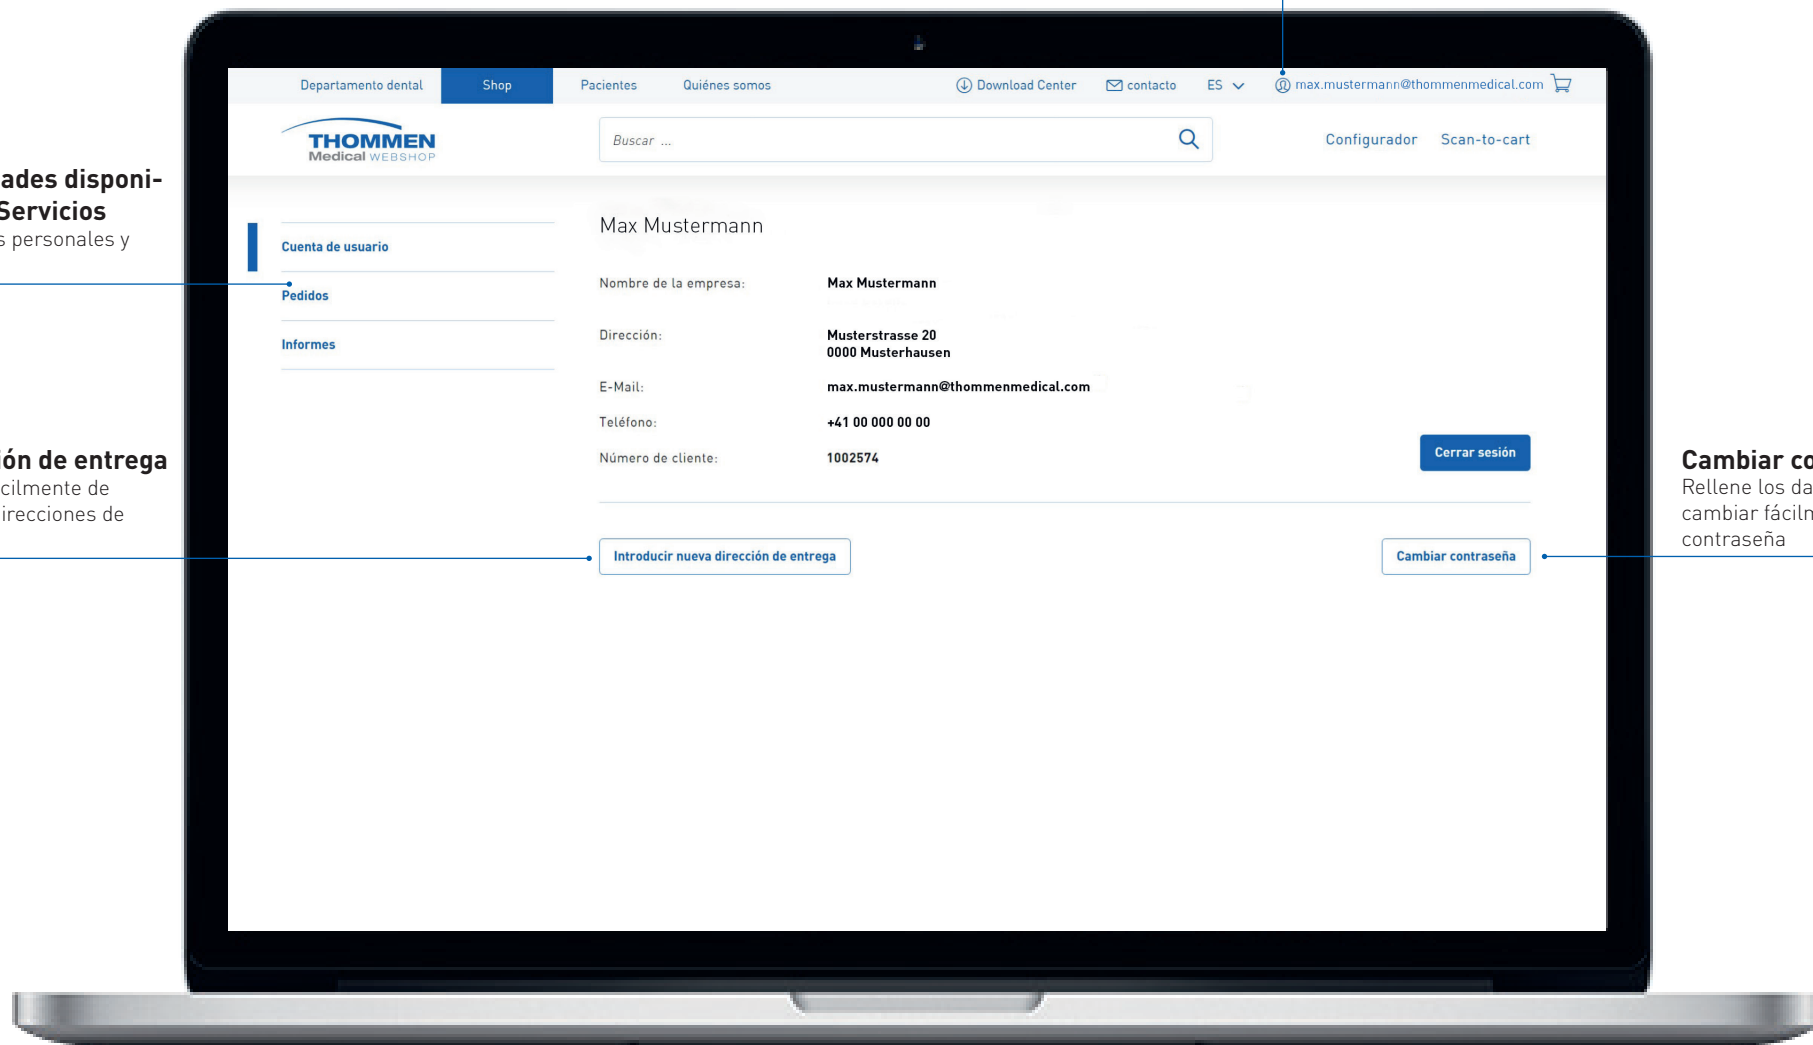 Departamento dental
Shop
Pacientes
Quiénes somos
Download Center
contacto
ES
max.mustermann@thommenmedical.com
THOMMEN
Medical WEBSHOP
Buscar ...
Configurador
Scan-to-cart
ades disponi-
Servicios
s personales y
Cuenta de usuario
Pedidos
Informes
Max Mustermann
Nombre de la empresa: Max Mustermann
Dirección: Musterstrasse 20
0000 Musterhausen
E-Mail: max.mustermann@thommenmedical.com
Teléfono: +41 00 000 00 00
Número de cliente: 1002574
Cerrar sesión
ión de entrega
cilmente de
irecciones de
Introducir nueva dirección de entrega
Cambiar contraseña
Cambiar co
Rellene los da
cambiar fáciln
contraseña